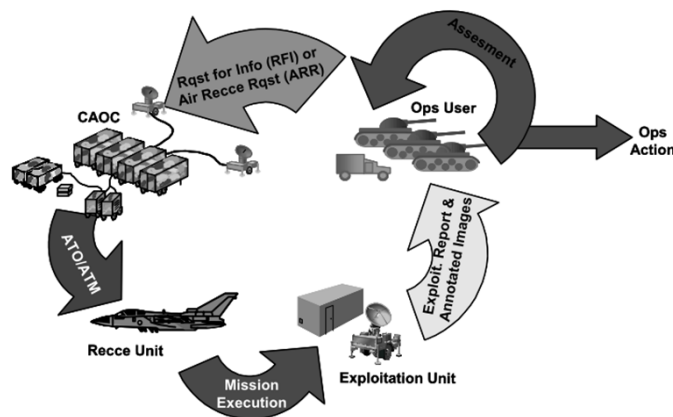 Assesment
Rqst for Info (RFI) or
Air Recce Rqst (ARR)
CAOC
Ops User
Ops
Action
ATO/ATM
Exploit. Report &
Annotated Images
Recce Unit
Exploitation Unit
Mission
Execution